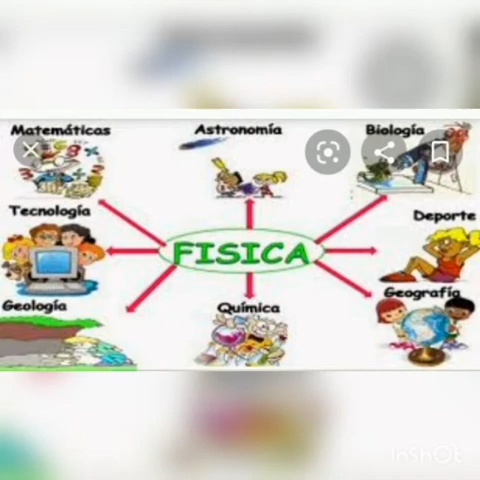 Matemáticas
Astronomía
Biología
Tecnología
Deporte
FISICA
Geología
Química
Geografía
INSHOT